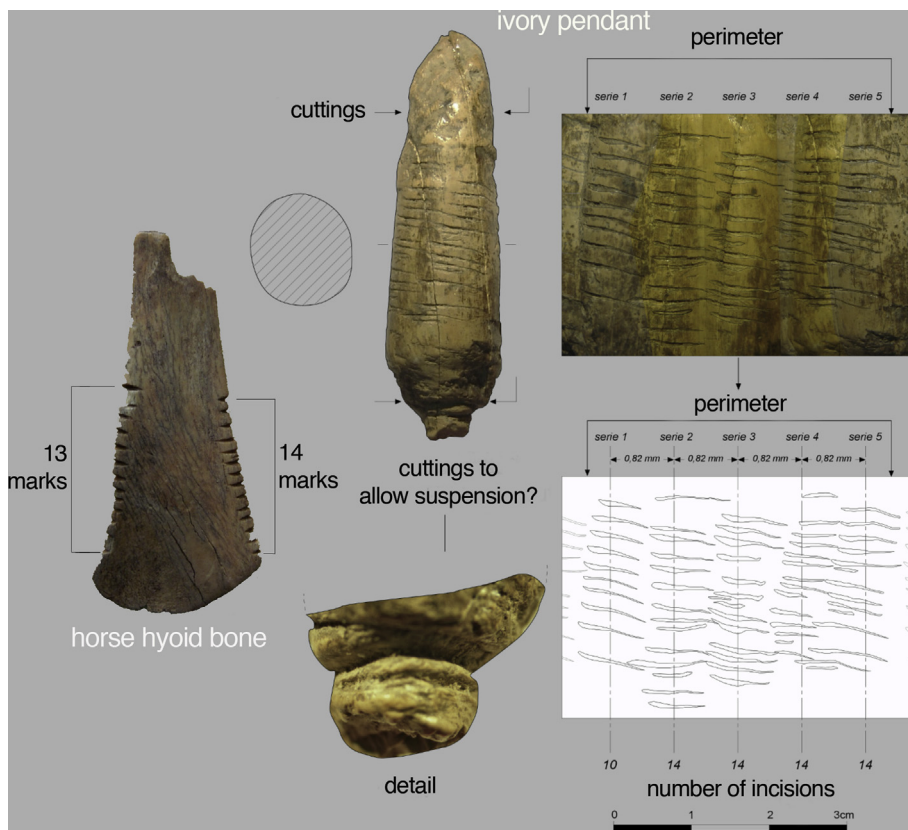 ivory pendant
perimeter
serie 1 serie 2 serie 3 serie 4 serie 5
cuttings
perimeter
serie 1 serie 2 serie 3 serie 4 serie 5
0,82 mm 0,82 mm 0,82 mm 0,82 mm
13
marks
14
marks
cuttings to
allow suspension?
horse hyoid bone
detail
10 14 14 14 14
number of incisions
0 1 2 3cm